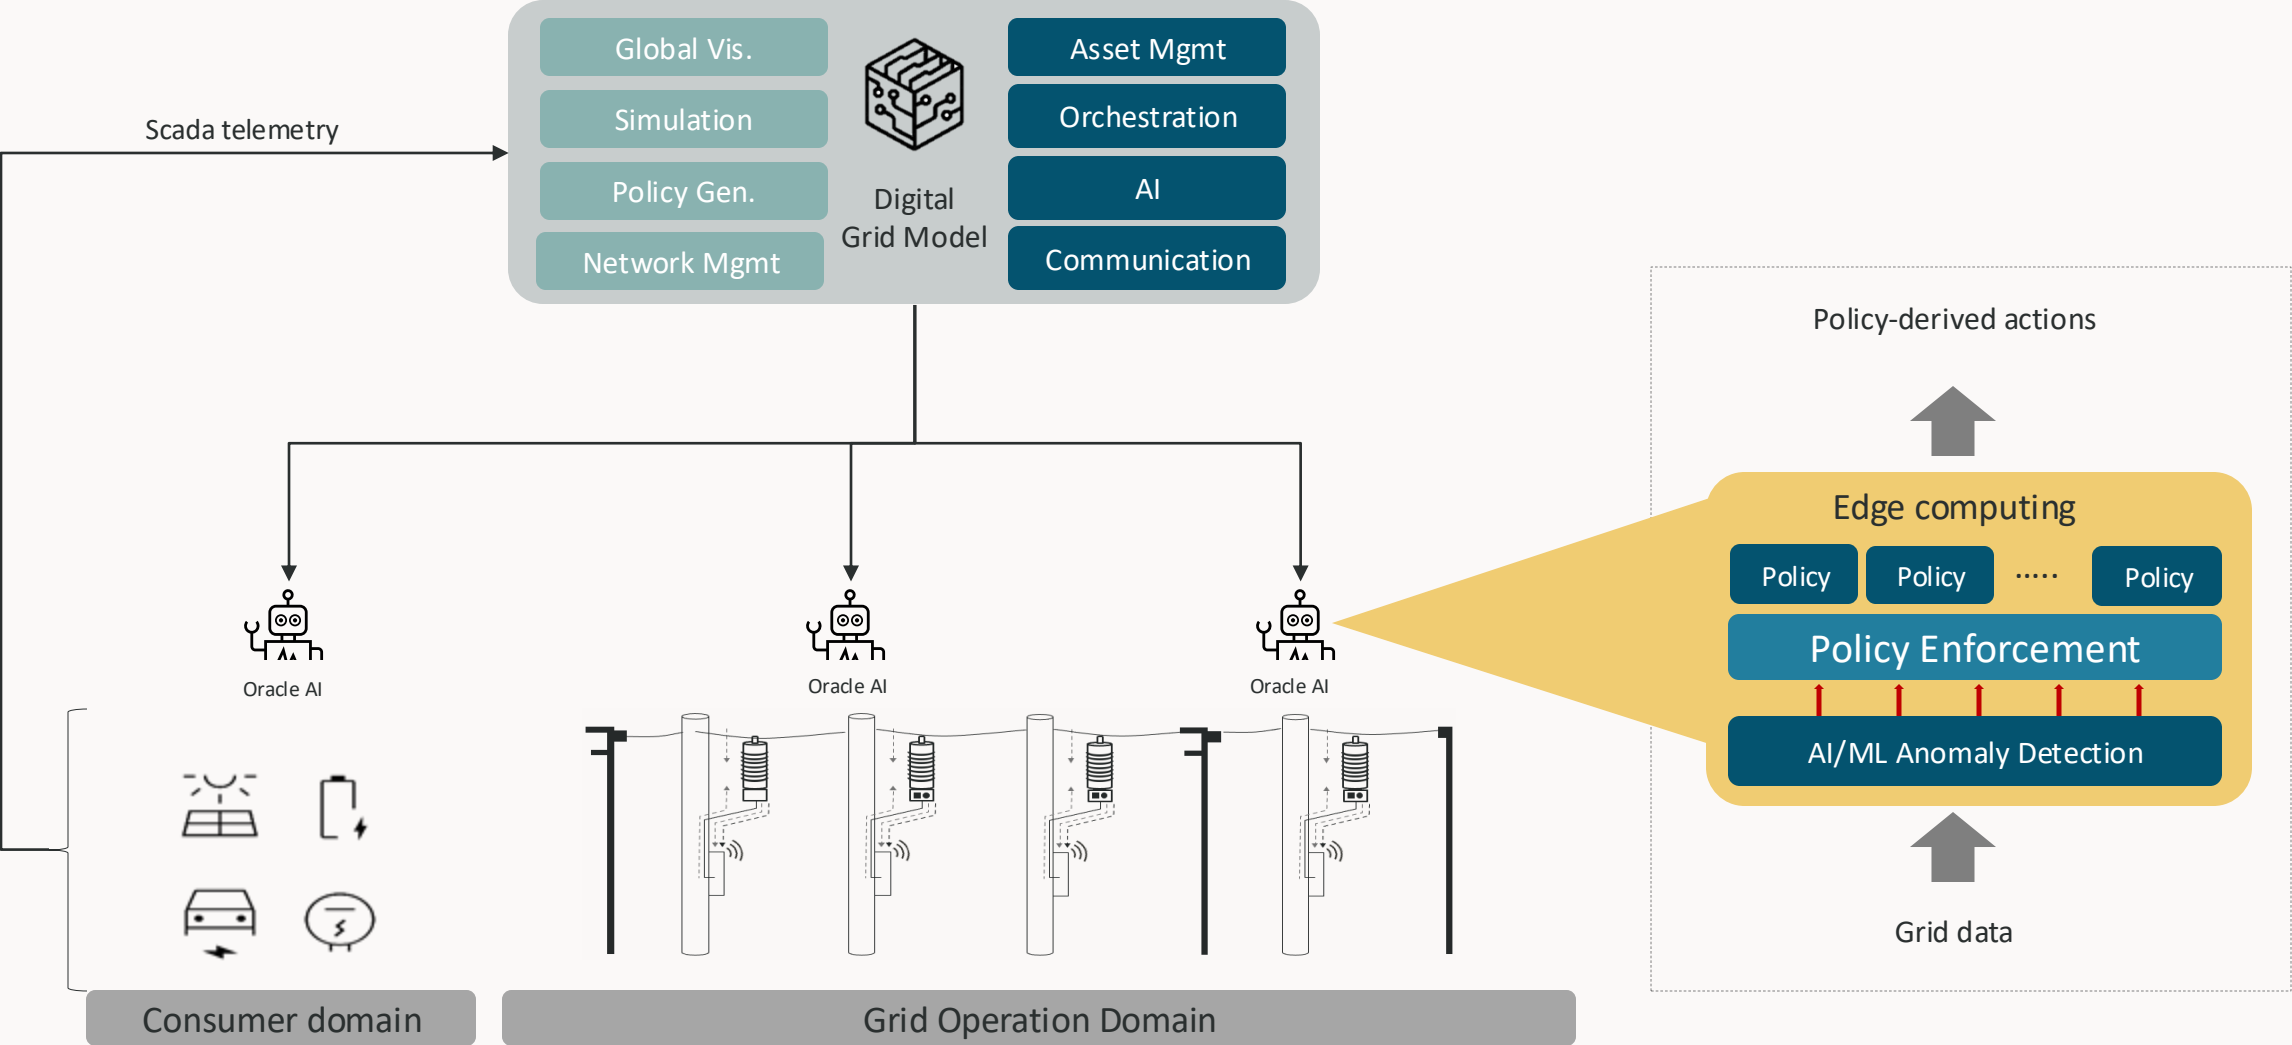 Global Vis.
Simulation
Policy Gen.
Network Mgmt
Digital
Grid Model
Asset Mgmt
Orchestration
AI
Communication
Scada telemetry
Oracle AI
Oracle AI
Oracle AI
Consumer domain
Grid Operation Domain
Policy-derived actions
Edge computing
Policy Policy ..... Policy
Policy Enforcement
AI/ML Anomaly Detection
Grid data